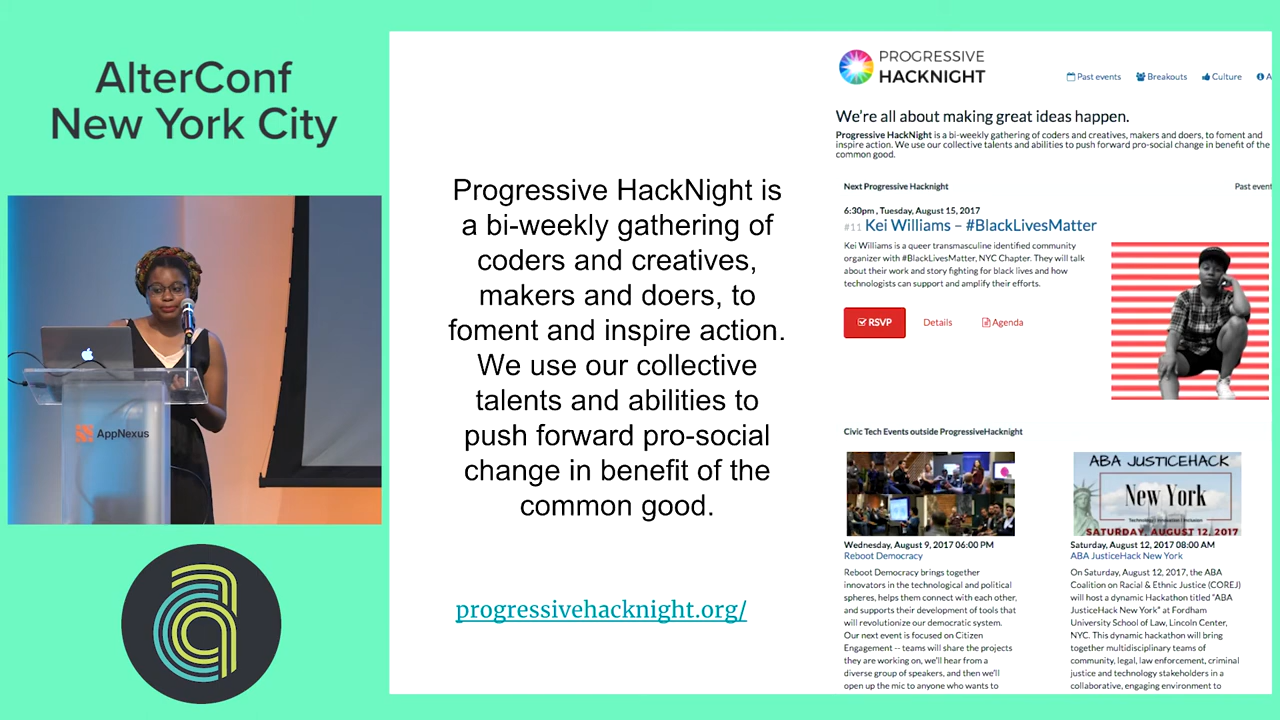 AlterConf
New York City
AppNexus
Progressive HackNight is
a bi-weekly gathering of
coders and creatives,
makers and doers, to
foment and inspire action.
We use our collective
talents and abilities to
push forward pro-social
change in benefit of the
common good.
progressivehacknight.org/
PROGRESSIVE
HACKNIGHT
Past events Breakouts Culture A
We're all about making great ideas happen.
Progressive HackNight is a bi-weekly gathering of coders and creatives, makers and doers, to foment and
inspire action. We use our collective talents and abilities to push forward pro-social change in benefit of the
common good.
Next Progressive Hacknight Past event
6:30pm , Tuesday, August 15, 2017
#11 Kei Williams – #BlackLivesMatter
Kei Williams is a queer transmasculine identified community
organizer with #BlackLivesMatter, NYC Chapter. They will talk
about their work and story fighting for black lives and how
technologists can support and amplify their efforts.
RSVP Details Agenda
Civic Tech Events outside ProgressiveHacknight
Wednesday, August 9, 2017 06:00 PM
Reboot Democracy
Reboot Democracy brings together
innovators in the technological and political
spheres, helps them connect with each other,
and supports their development of tools that
will revolutionize our democratic system.
Our next event is focused on Citizen
Engagement -- teams will share the projects
they are working on, we'll hear from a
diverse group of speakers, and then we'll
open up the mic to anyone who wants to
ABA JUSTICEHACK
New York
Technology | Innovation | Inclusion
SATURDAY, AUGUST 12, 2017
Saturday, August 12, 2017 08:00 AM
ABA JusticeHack New York
On Saturday, August 12, 2017, the ABA
Coalition on Racial & Ethnic Justice (COREJ)
will host a dynamic Hackathon titled "ABA
JusticeHack New York" at Fordham
University School of Law, Lincoln Center,
NYC. This dynamic hackathon will bring
together multidisciplinary teams of
community, legal, law enforcement, criminal
justice and technology stakeholders in a
collaborative, engaging environment to